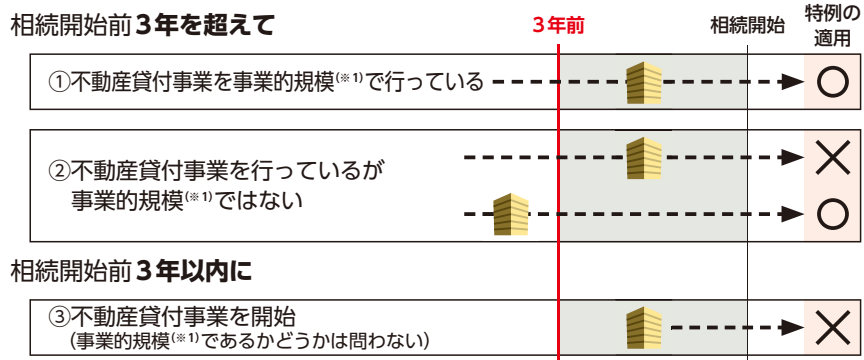 相続開始前3年を超えて
3年前
相続開始
特例の
適用
①不動産貸付事業を事業的規模(※1)で行っている
○
②不動産貸付事業を行っているが
事業的規模(※1)ではない
×
○
相続開始前3年以内に
③不動産貸付事業を開始
(事業的規模(※1)であるかどうかは問わない)
×